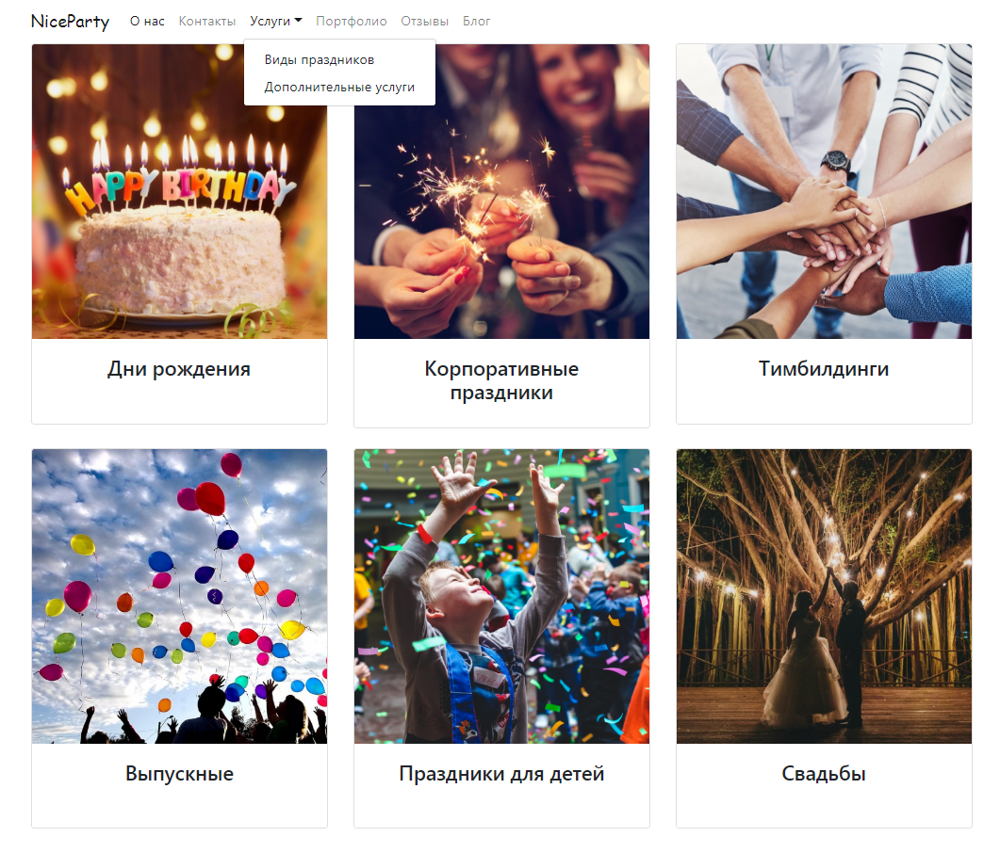 NiceParty О нас Контакты Услуги Портфолио Отзывы Блог
Виды праздников
Дополнительные услуги
HAPPY BIRTHDAY
Дни рождения
Корпоративные
праздники
Тимбилдинги
Выпускные
Праздники для детей
Свадьбы